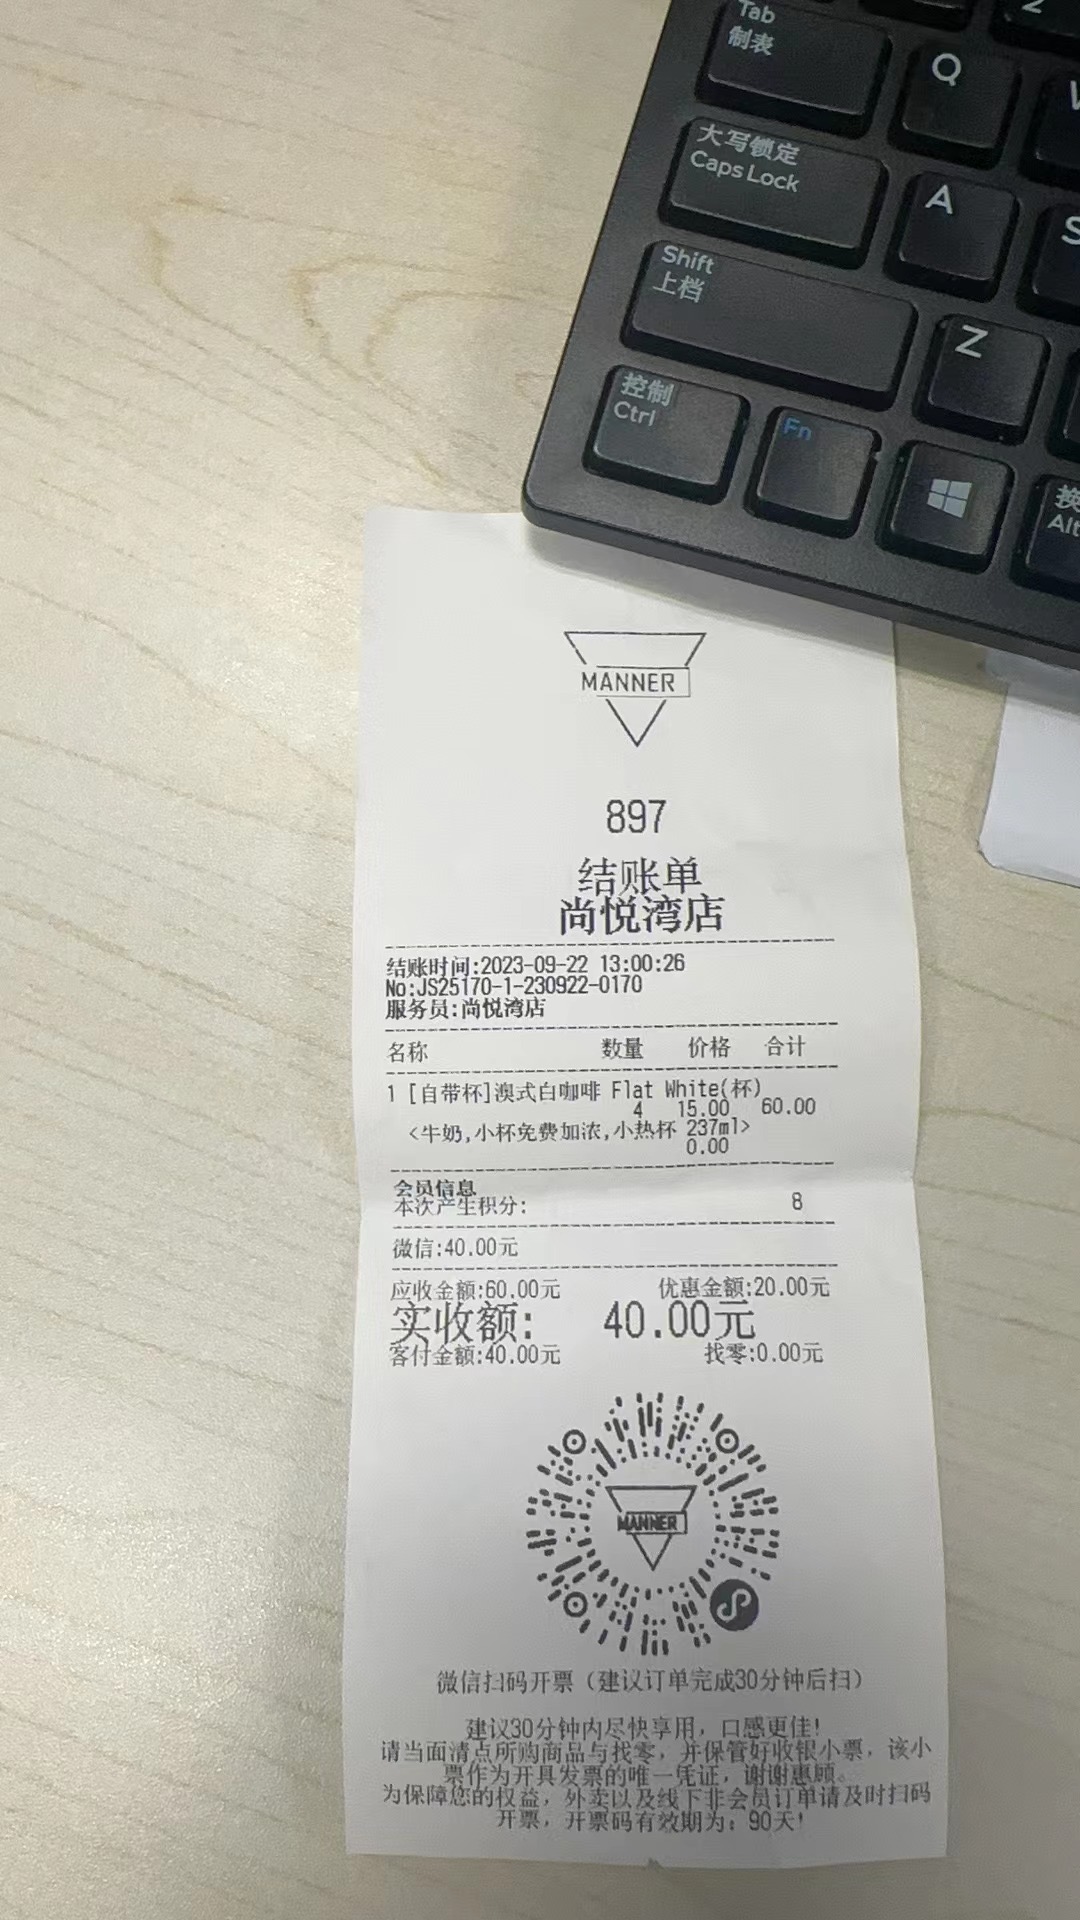 Tab
制表
Q
大写锁定
Caps Lock
A
S
Shift
上档
Z
控制
Ctrl
Fn
换
Alt
MANNER
897
结账单
尚悦湾店
结账时间:2023-09-22 13:00:26
No:JS25170-1-230922-0170
服务员:尚悦湾店
名称 数量 价格 合计
1 [自带杯]澳式白咖啡 Flat White(杯)
4 15.00 60.00
<牛奶,小杯免费加浓,小热杯 237ml>
0.00
会员信息
本次产生积分: 8
微信:40.00元
应收金额:60.00元 优惠金额:20.00元
实收额: 40.00元
客付金额:40.00元 找零:0.00元
MANNER
微信扫码开票（建议订单完成30分钟后扫）
建议30分钟内尽快享用，口感更佳!
请当面清点所购商品与找零，并保管好收银小票，该小
票作为开具发票的唯一凭证，谢谢惠顾。
为保障您的权益，外卖以及线下非会员订单请及时扫码
开票，开票码有效期为：90天!